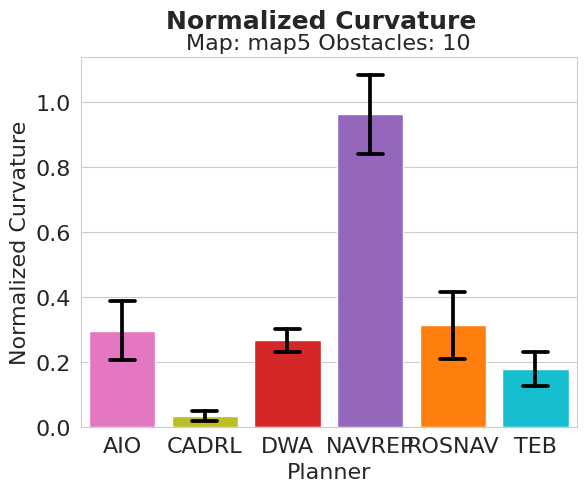 Normalized Curvature
Map: map5 Obstacles: 10
Normalized Curvature
1.0
0.8
0.6
0.4
0.2
0.0
AIO CADRL DWA NAVREP ROSNAV TEB
Planner